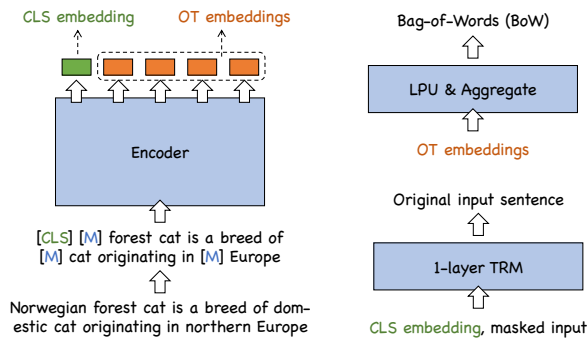 CLS embedding
OT embeddings
Encoder
[CLS] [M] forest cat is a breed of
[M] cat originating in [M] Europe
Norwegian forest cat is a breed of dom-
estic cat originating in northern Europe
Bag-of-Words (BoW)
LPU & Aggregate
OT embeddings
Original input sentence
1-layer TRM
CLS embedding, masked input